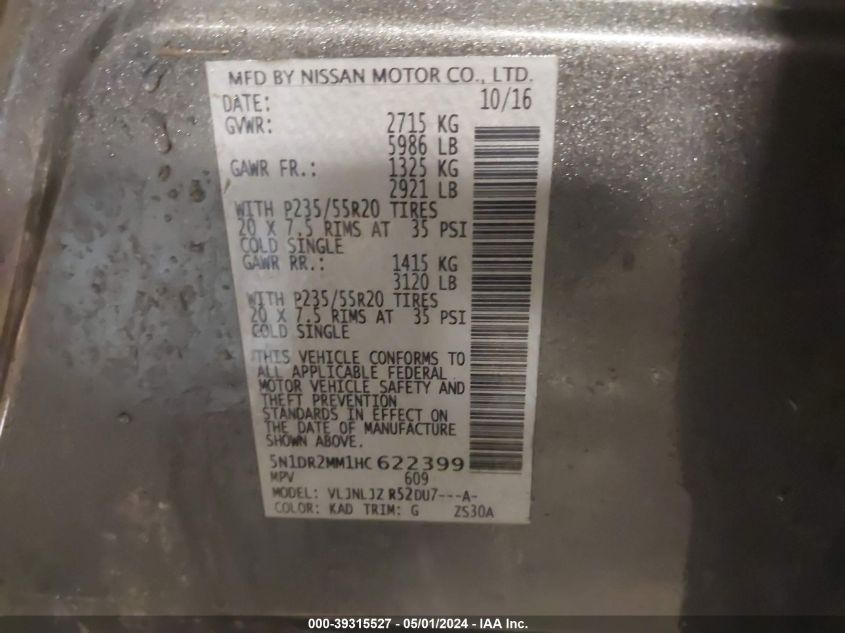 MFD BY NISSAN MOTOR CO., LTD.
DATE: 10/16
GVWR: 2715 KG
5986 LB
GAWR FR.: 1325 KG
2921 LB
WITH P235/55R20 TIRES
20 X 7.5 RIMS AT 35 PSI
COLD SINGLE
GAWR RR.: 1415 KG
3120 LB
WITH P235/55R20 TIRES
20 X 7.5 RIMS AT 35 PSI
COLD SINGLE
THIS VEHICLE CONFORMS TO
ALL APPLICABLE FEDERAL
MOTOR VEHICLE SAFETY AND
THEFT PREVENTION
STANDARDS IN EFFECT ON
THE DATE OF MANUFACTURE
SHOWN ABOVE.
5N1DR2MM1HC622399
MPV 609
MODEL: VLJNLJZ R52DU7---A-
COLOR: KAD TRIM: G ZS30A
000-39315527 - 05/01/2024 - IAA Inc.